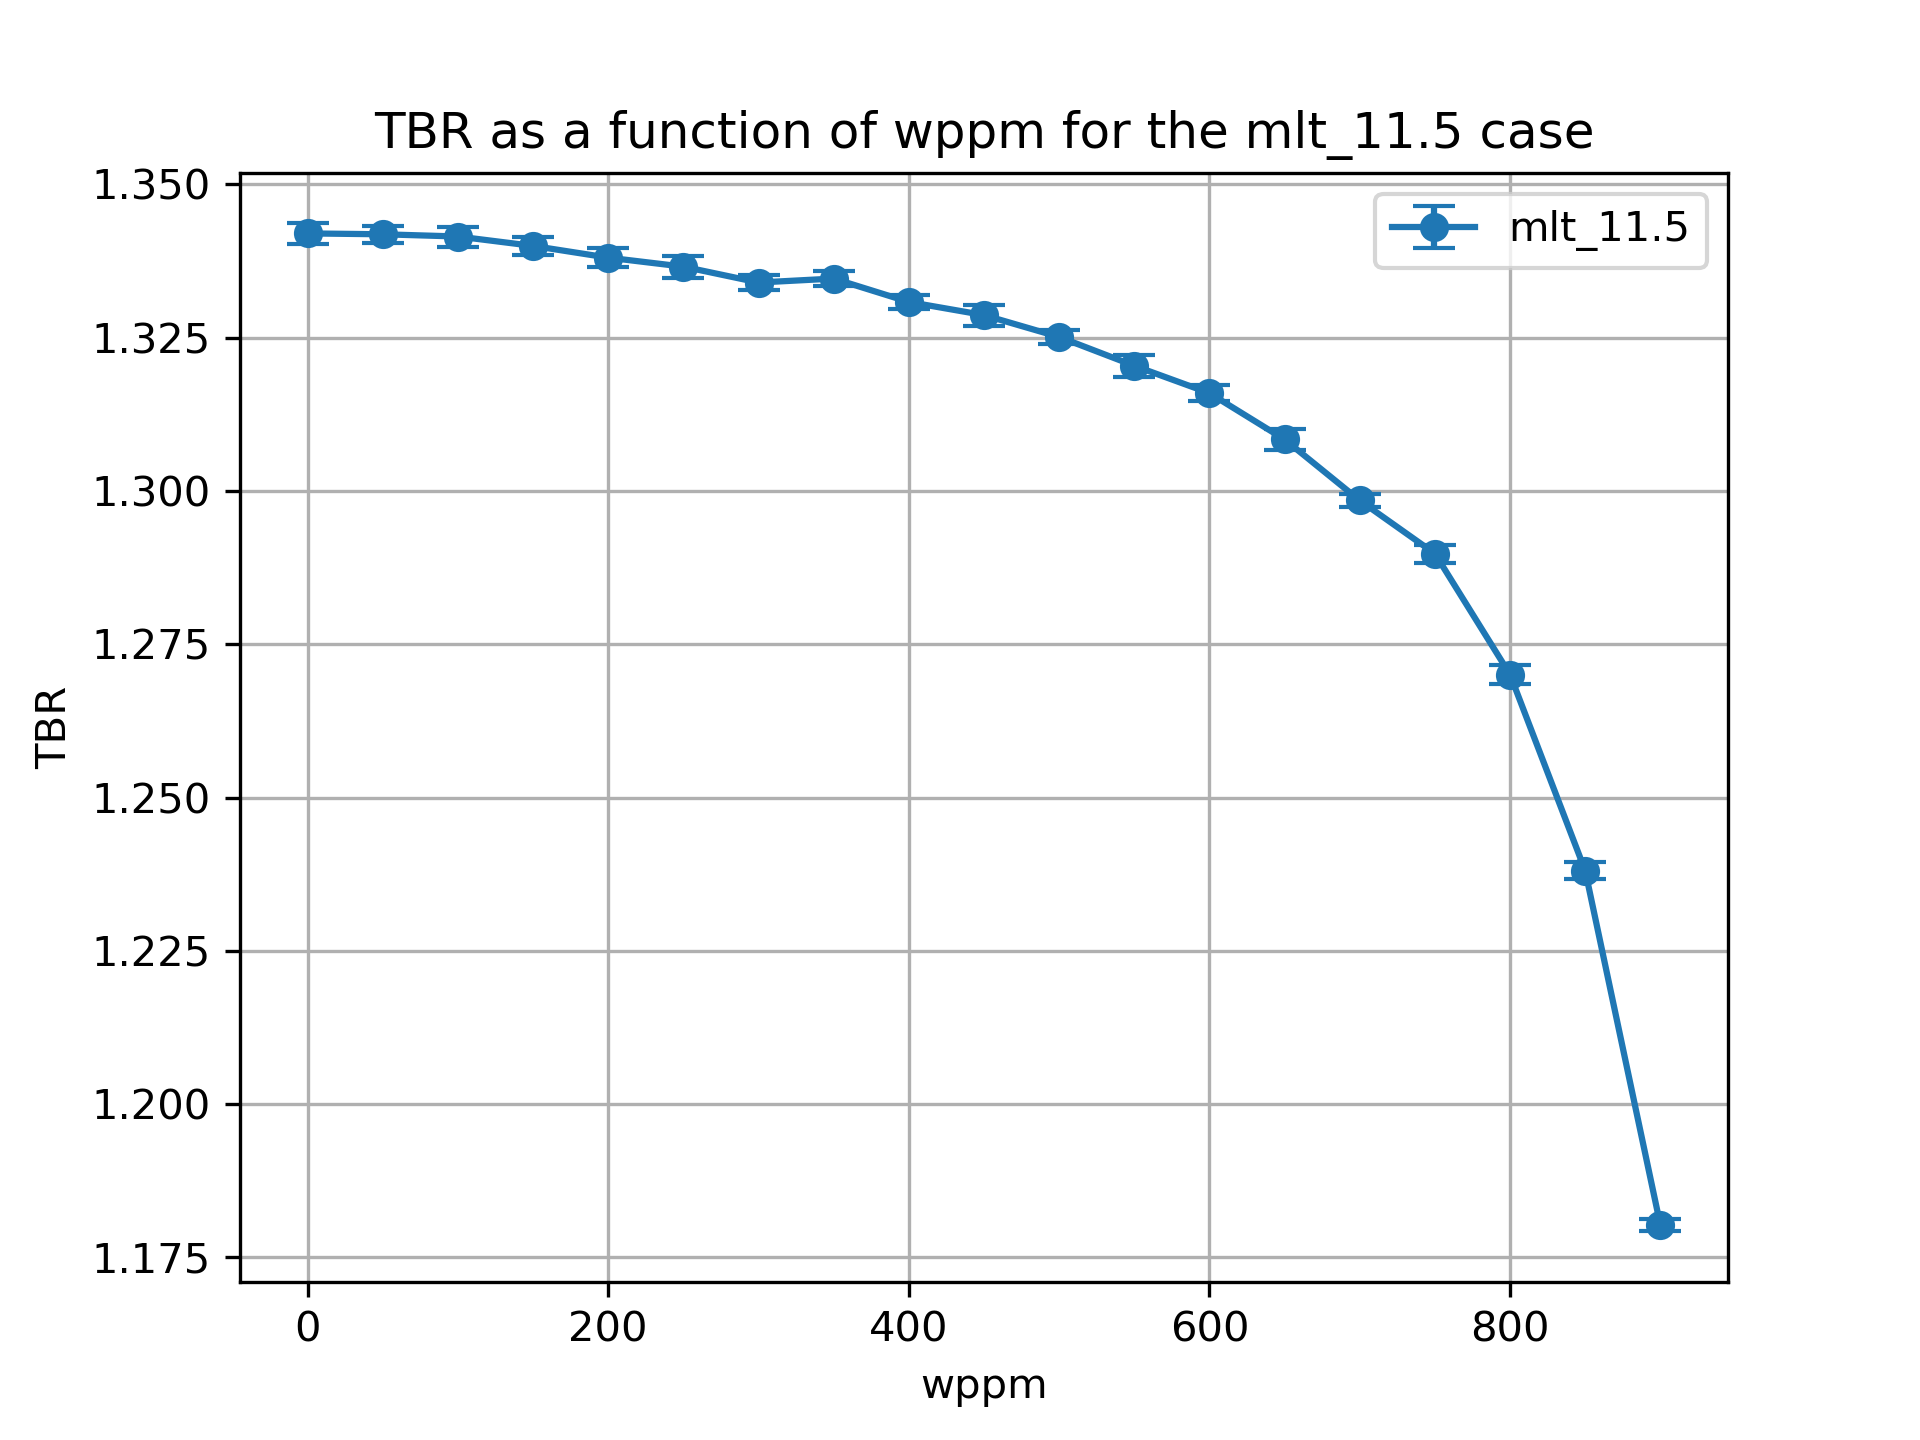 TBR as a function of wppm for the mlt_11.5 case
mlt_11.5
1.350
1.325
1.300
1.275
1.250
1.225
1.200
1.175
TBR
0 200 400 600 800
wppm